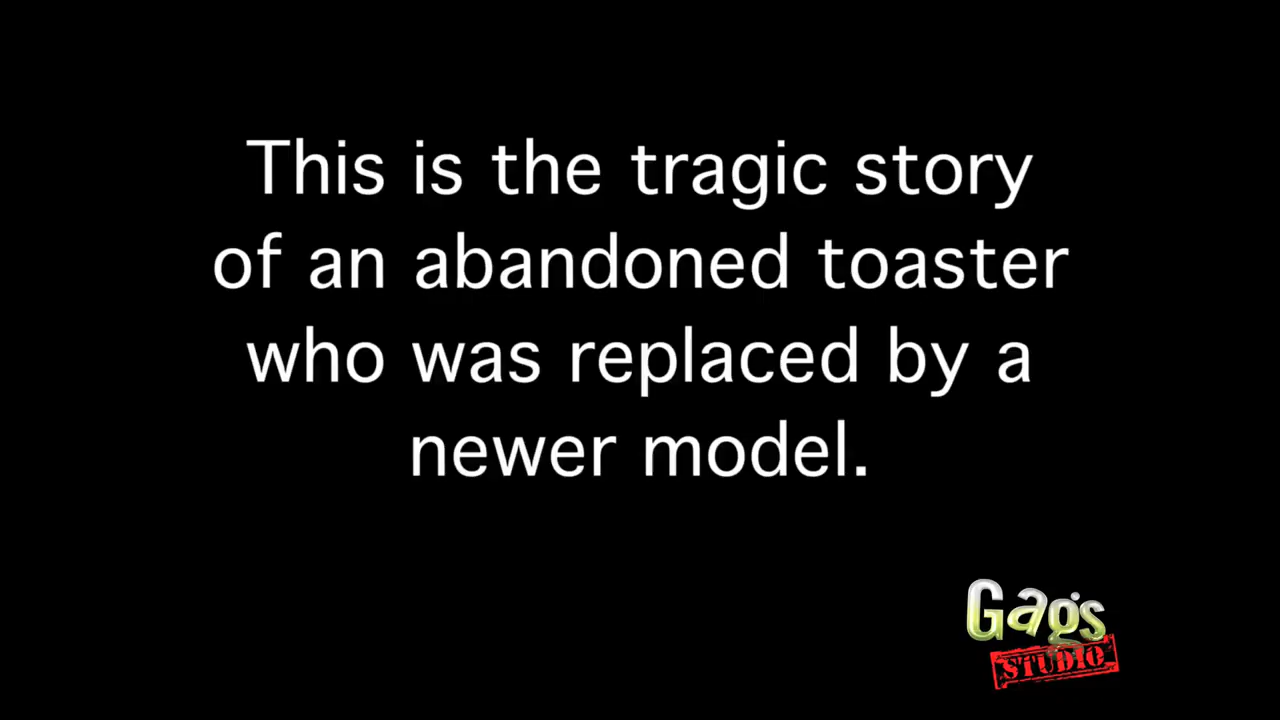 This is the tragic story
of an abandoned toaster
who was replaced by a
newer model.
Gags
STUDIO